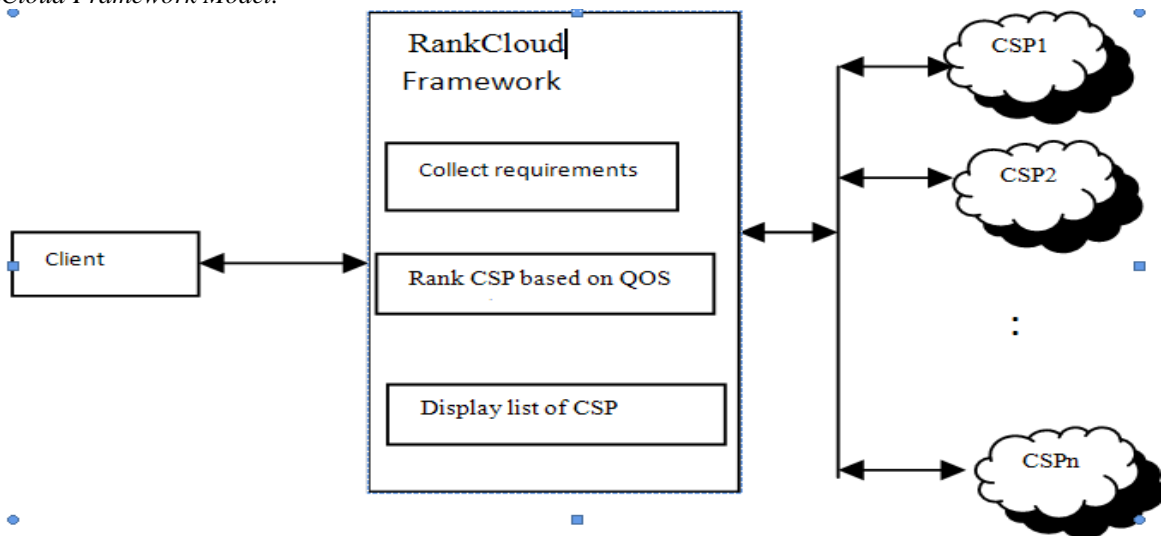 Cloud Framework Model.
RankCloud
Framework
Collect requirements
Client
Rank CSP based on QOS
Display list of CSP
CSP1
CSP2
:
CSPn